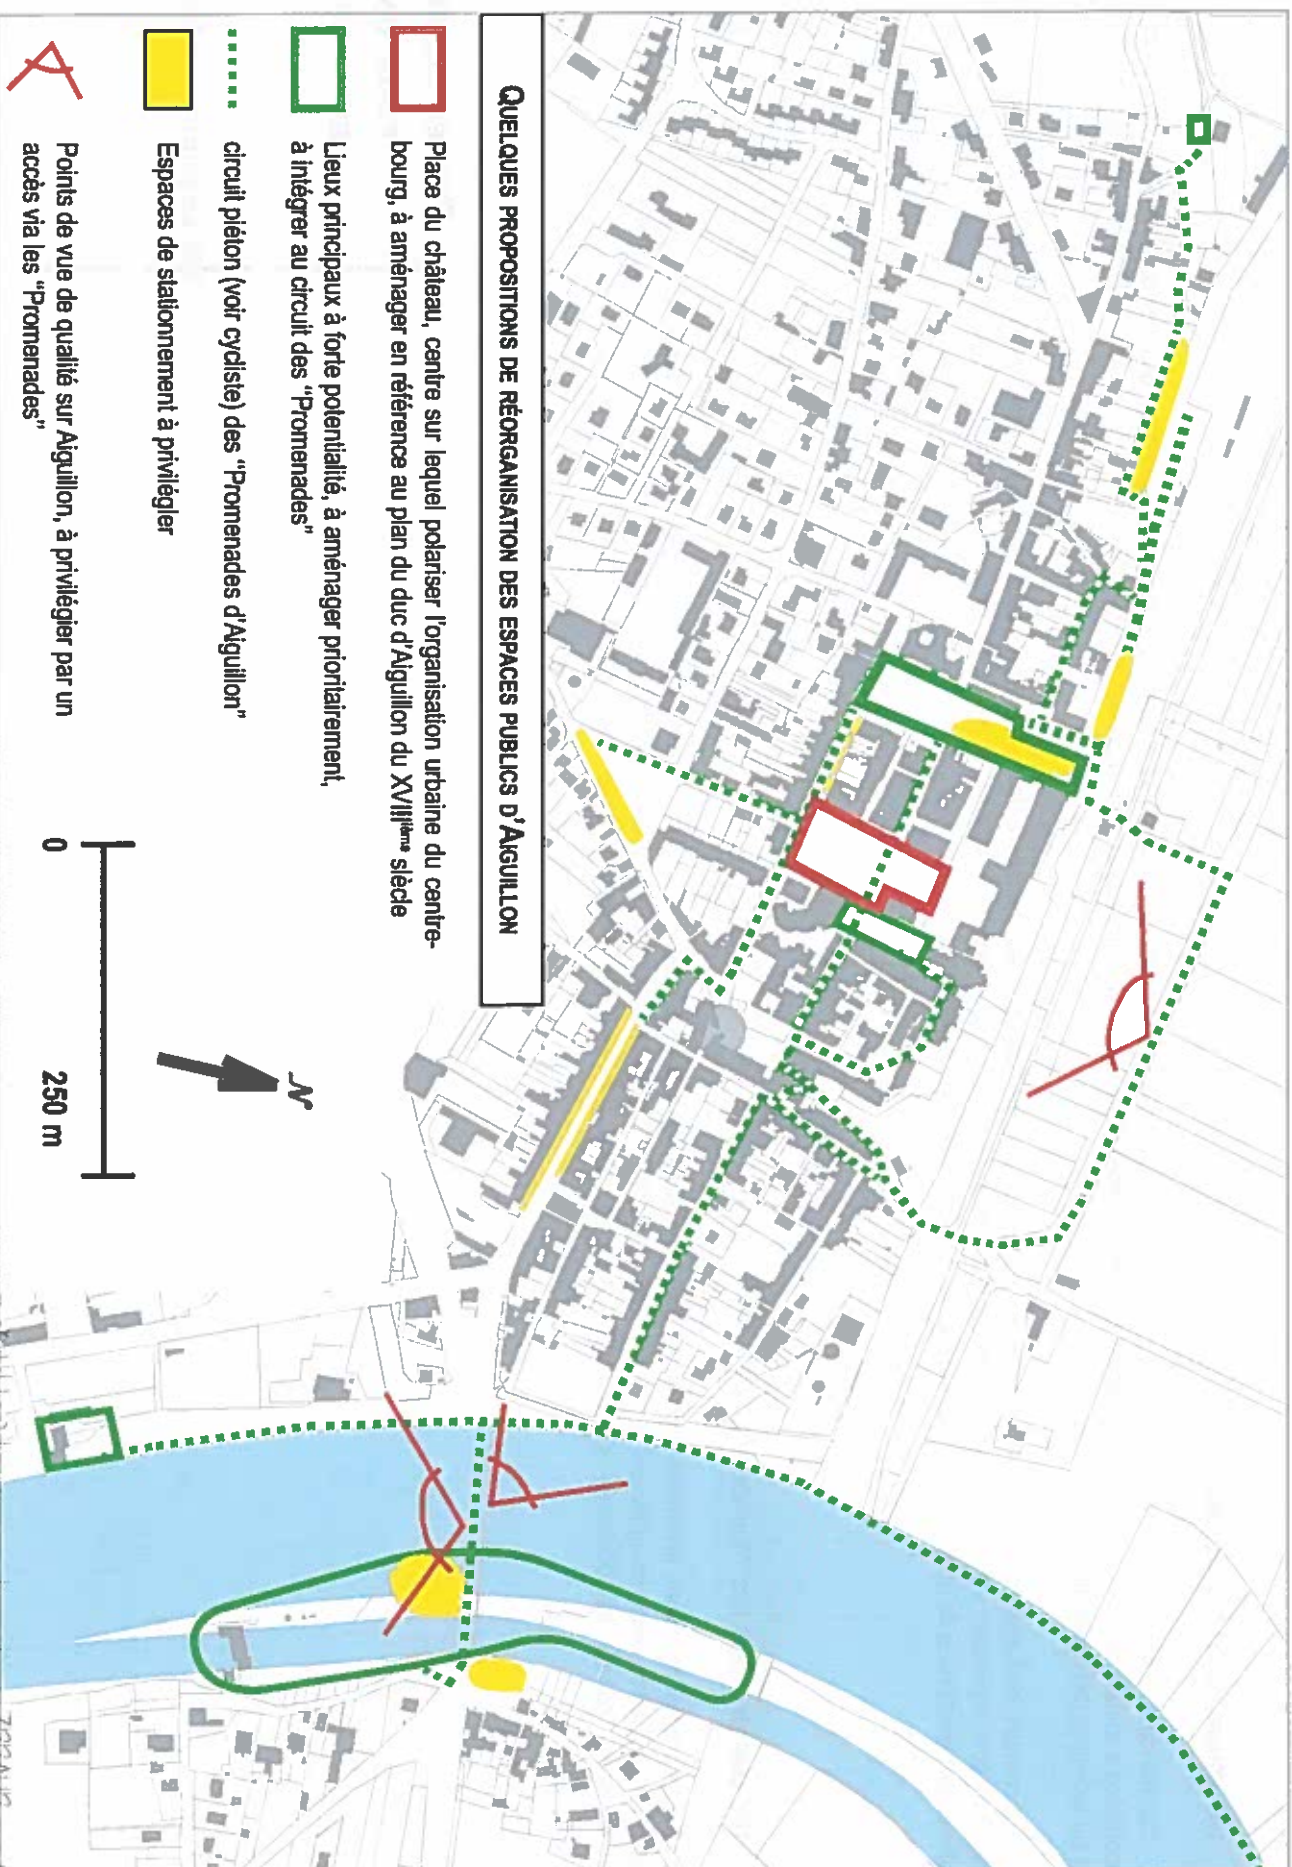 QUELQUES PROPOSITIONS DE RÉORGANISATION DES ESPACES PUBLICS D'AIGUILLON
Place du château, centre sur lequel polariser l'organisation urbaine du centre-
bourg, à aménager en référence au plan du duc d'Aiguillon du XVIIIème siècle
Lieux principaux à forte potentialité, à aménager prioritairement,
à intégrer au circuit des "Promenades"
circuit piéton (voir cycliste) des "Promenades d'Aiguillon"
Espaces de stationnement à privilégier
Points de vue de qualité sur Aiguillon, à privilégier par un
accès via les "Promenades"
0 250 m
N